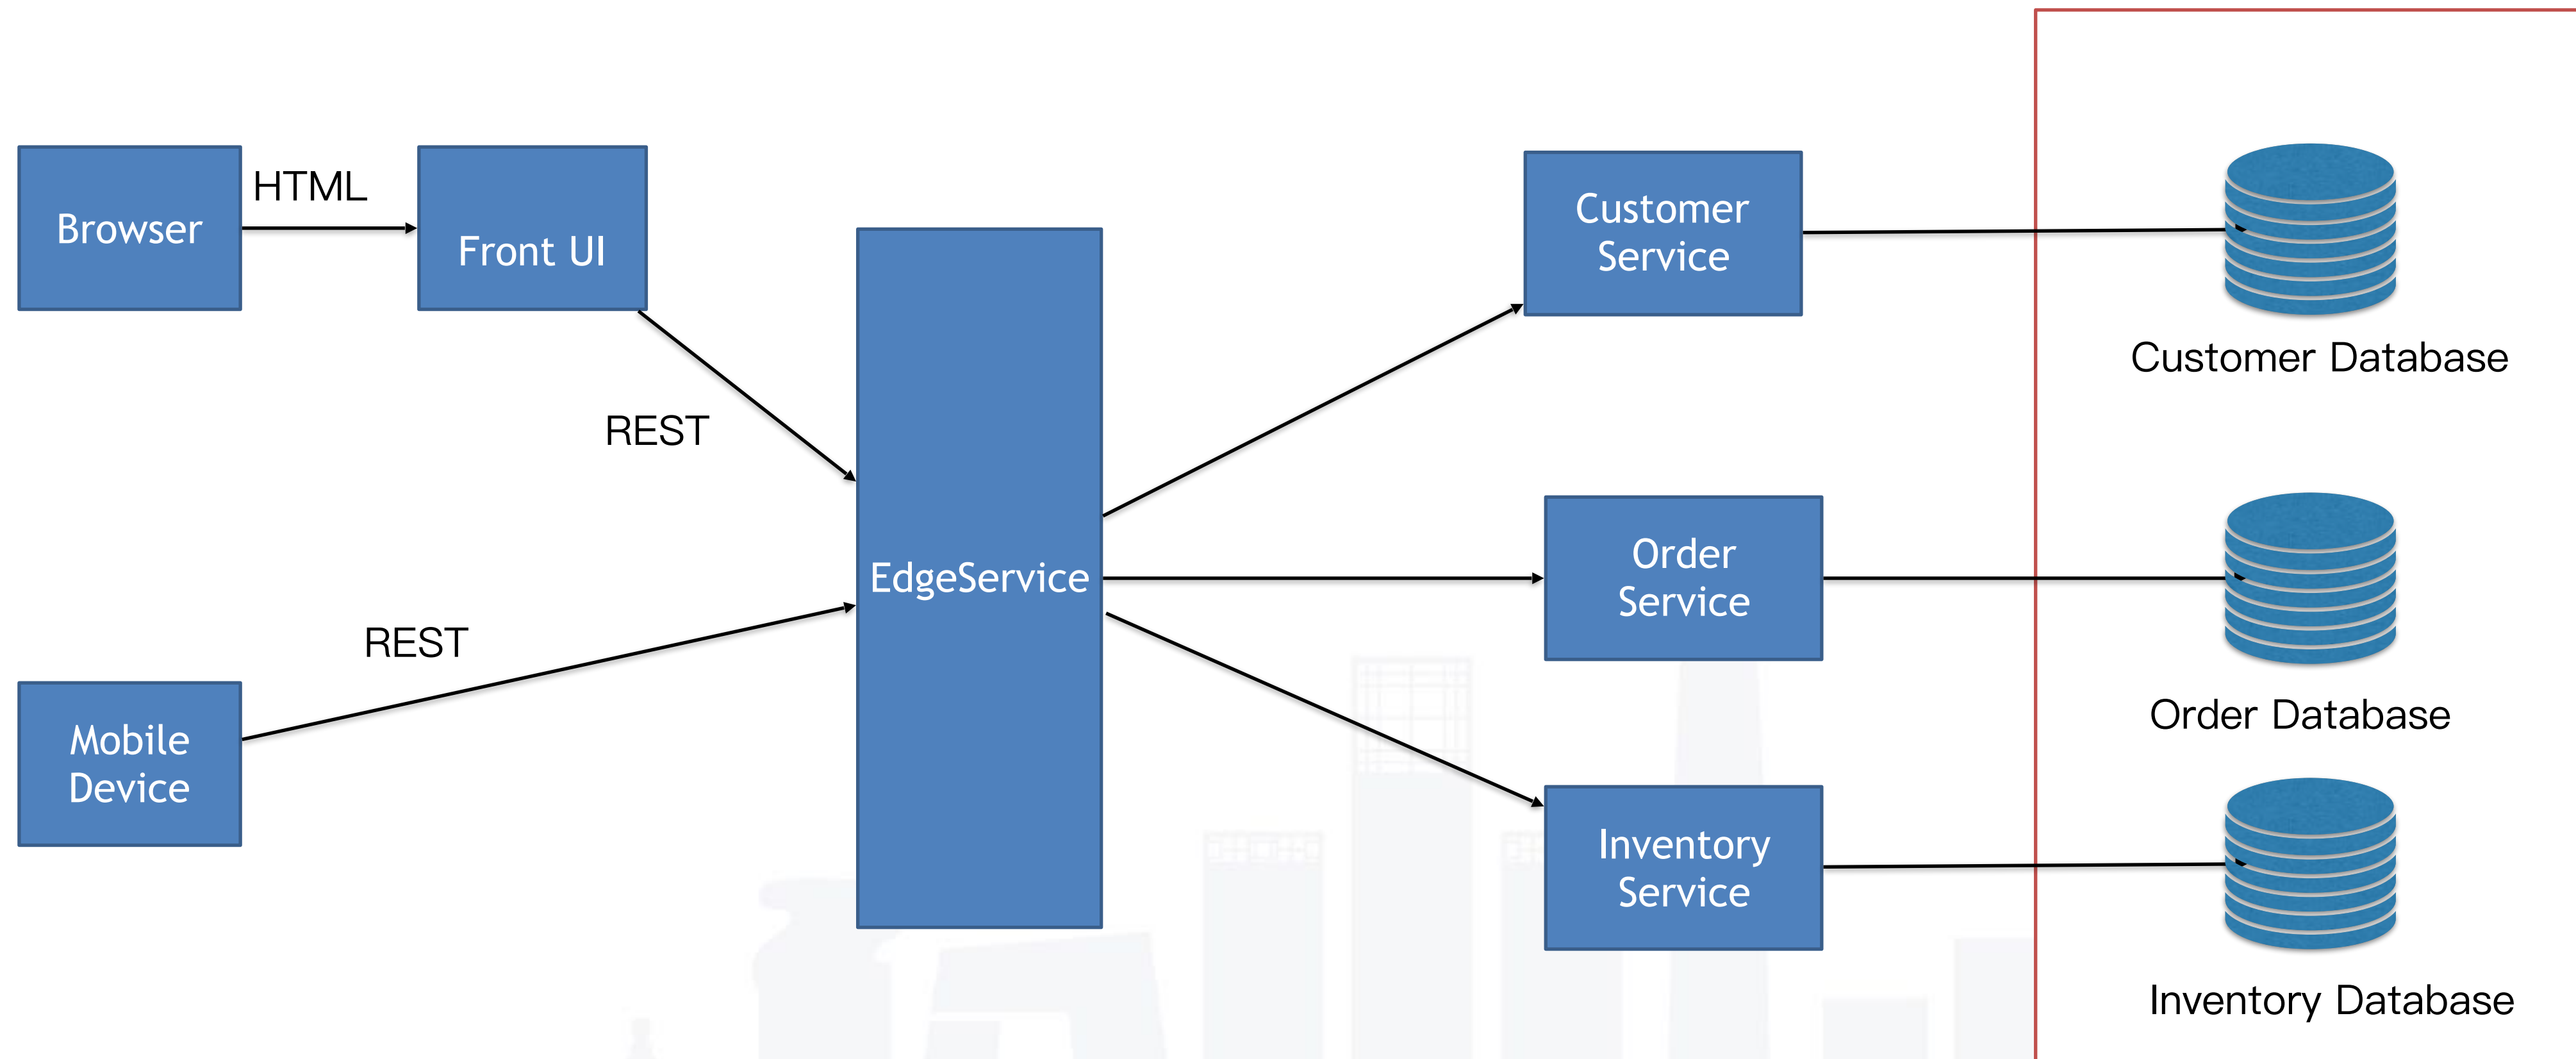 Browser
HTML
Front UI
REST
REST
Mobile
Device
EdgeService
Customer
Service
Order
Service
Inventory
Service
Customer Database
Order Database
Inventory Database